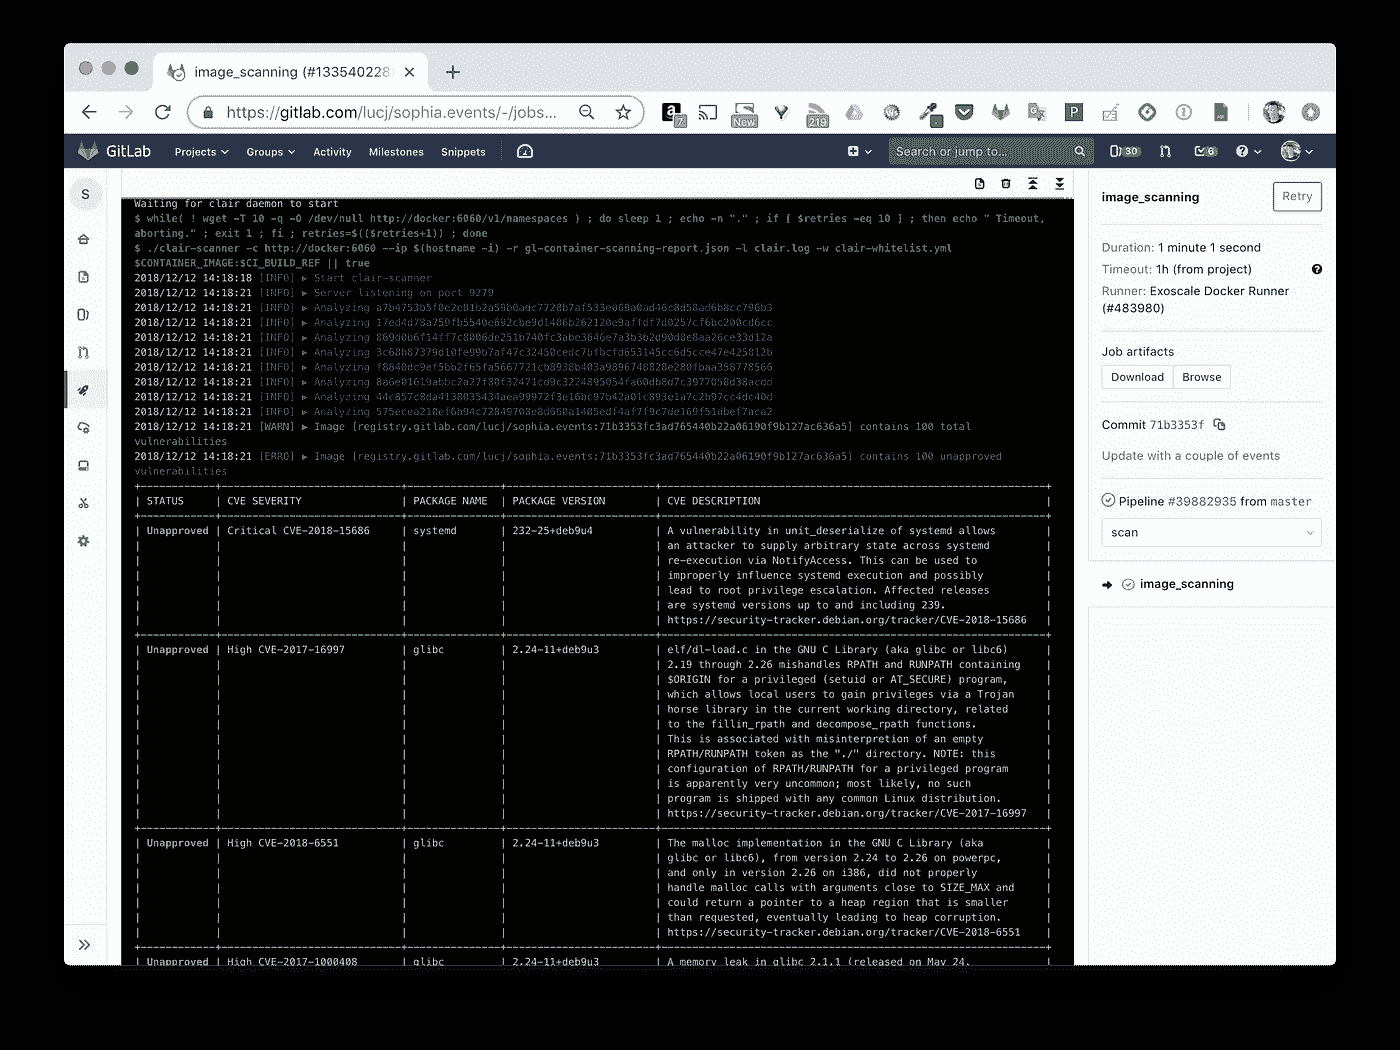 image_scanning (#133540228
https://gitlab.com/lucj/sophia.events/-/jobs...
7
New
219
GitLab
Projects
Groups
Activity
Milestones
Snippets
Search or jump to...
30
6
S
Waiting for clair daemon to start
$ while( ! wget -T 10 -q -O /dev/null http://docker:6060/v1/namespaces ) ; do sleep 1 ; echo -n "." ; if [ $retries -eq 10 ] ; then echo " Timeout,
aborting." ; exit 1 ; fi ; retries=$(($retries+1)) ; done
$ ./clair-scanner -c http://docker:6060 --ip $(hostname -i) -r gl-container-scanning-report.json -l clair.log -w clair-whitelist.yml
$CONTAINER_IMAGE:$CI_BUILD_REF || true
2018/12/12 14:18:18 [INFO] ▶ Start clair-scanner
2018/12/12 14:18:21 [INFO] ▶ Server listening on port 9279
2018/12/12 14:18:21 [INFO] ▶ Analyzing
2018/12/12 14:18:21 [INFO] ▶ Analyzing
2018/12/12 14:18:21 [INFO] ▶ Analyzing
2018/12/12 14:18:21 [INFO] ▶ Analyzing
2018/12/12 14:18:21 [INFO] ▶ Analyzing
2018/12/12 14:18:21 [INFO] ▶ Analyzing
2018/12/12 14:18:21 [INFO] ▶ Analyzing
2018/12/12 14:18:21 [INFO] ▶ Analyzing
2018/12/12 14:18:21 [WARN] ▶ Image [registry.gitlab.com/lucj/sophia.events:71b3353fc3ad765440b22a06190f9b127ac636a5] contains 100 total
vulnerabilities
2018/12/12 14:18:21 [ERRO] ▶ Image [registry.gitlab.com/lucj/sophia.events:71b3353fc3ad765440b22a06190f9b127ac636a5] contains 100 unapproved
vulnerabilities
| STATUS | CVE SEVERITY | PACKAGE NAME | PACKAGE VERSION | CVE DESCRIPTION |
| Unapproved | Critical CVE-2018-15686 | systemd | 232-25+deb9u4 | A vulnerability in unit_deserialize of systemd allows |
an attacker to supply arbitrary state across systemd
re-execution via NotifyAccess. This can be used to
improperly influence systemd execution and possibly
lead to root privilege escalation. Affected releases
are systemd versions up to and including 239.
https://security-tracker.debian.org/tracker/CVE-2018-15686
| Unapproved | High CVE-2017-16997 | glibc | 2.24-11+deb9u3 | elf/dl-load.c in the GNU C Library (aka glibc or libc6) |
2.19 through 2.26 mishandles RPATH and RUNPATH containing
$ORIGIN for a privileged (setuid or AT_SECURE) program,
which allows local users to gain privileges via a Trojan
horse library in the current working directory, related
to the fillin_rpath and decompose_rpath functions.
This is associated with misinterpretion of an empty
RPATH/RUNPATH token as the "./" directory. NOTE: this
configuration of RPATH/RUNPATH for a privileged program
is apparently very uncommon; most likely, no such
program is shipped with any common Linux distribution.
https://security-tracker.debian.org/tracker/CVE-2017-16997
| Unapproved | High CVE-2018-6551 | glibc | 2.24-11+deb9u3 | The malloc implementation in the GNU C Library (aka |
glibc or libc6), from version 2.24 to 2.26 on powerpc,
and only in version 2.26 on i386, did not properly
handle malloc calls with arguments close to SIZE_MAX and
could return a pointer to a heap region that is smaller
than requested, eventually leading to heap corruption.
https://security-tracker.debian.org/tracker/CVE-2018-6551
| Unapproved | High CVE-2017-1000408 | glibc | 2.24-11+deb9u3 | A memory leak in glibc 2.1.1 (released on May 24,
image_scanning
Retry
Duration: 1 minute 1 second
Timeout: 1h (from project)
Runner: Exoscale Docker Runner
(#483980)
Job artifacts
Download
Browse
Commit 71b3353f
Update with a couple of events
Pipeline #39882935 from master
scan
image_scanning